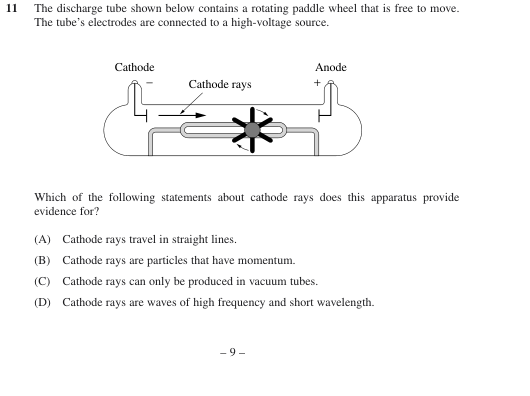 11 The discharge tube shown below contains a rotating paddle wheel that is free to move.
The tube's electrodes are connected to a high-voltage source.
Cathode
Anode
−
+
Cathode rays
Which of the following statements about cathode rays does this apparatus provide
evidence for?
(A) Cathode rays travel in straight lines.
(B) Cathode rays are particles that have momentum.
(C) Cathode rays can only be produced in vacuum tubes.
(D) Cathode rays are waves of high frequency and short wavelength.
– 9 –